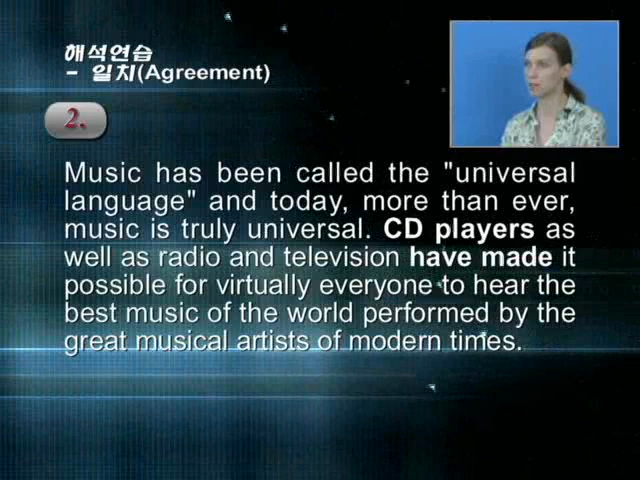 해석연습
- 일치(Agreement)
2.
Music has been called the "universal
language" and today, more than ever,
music is truly universal. CD players as
well as radio and television have made it
possible for virtually everyone to hear the
best music of the world performed by the
great musical artists of modern times.